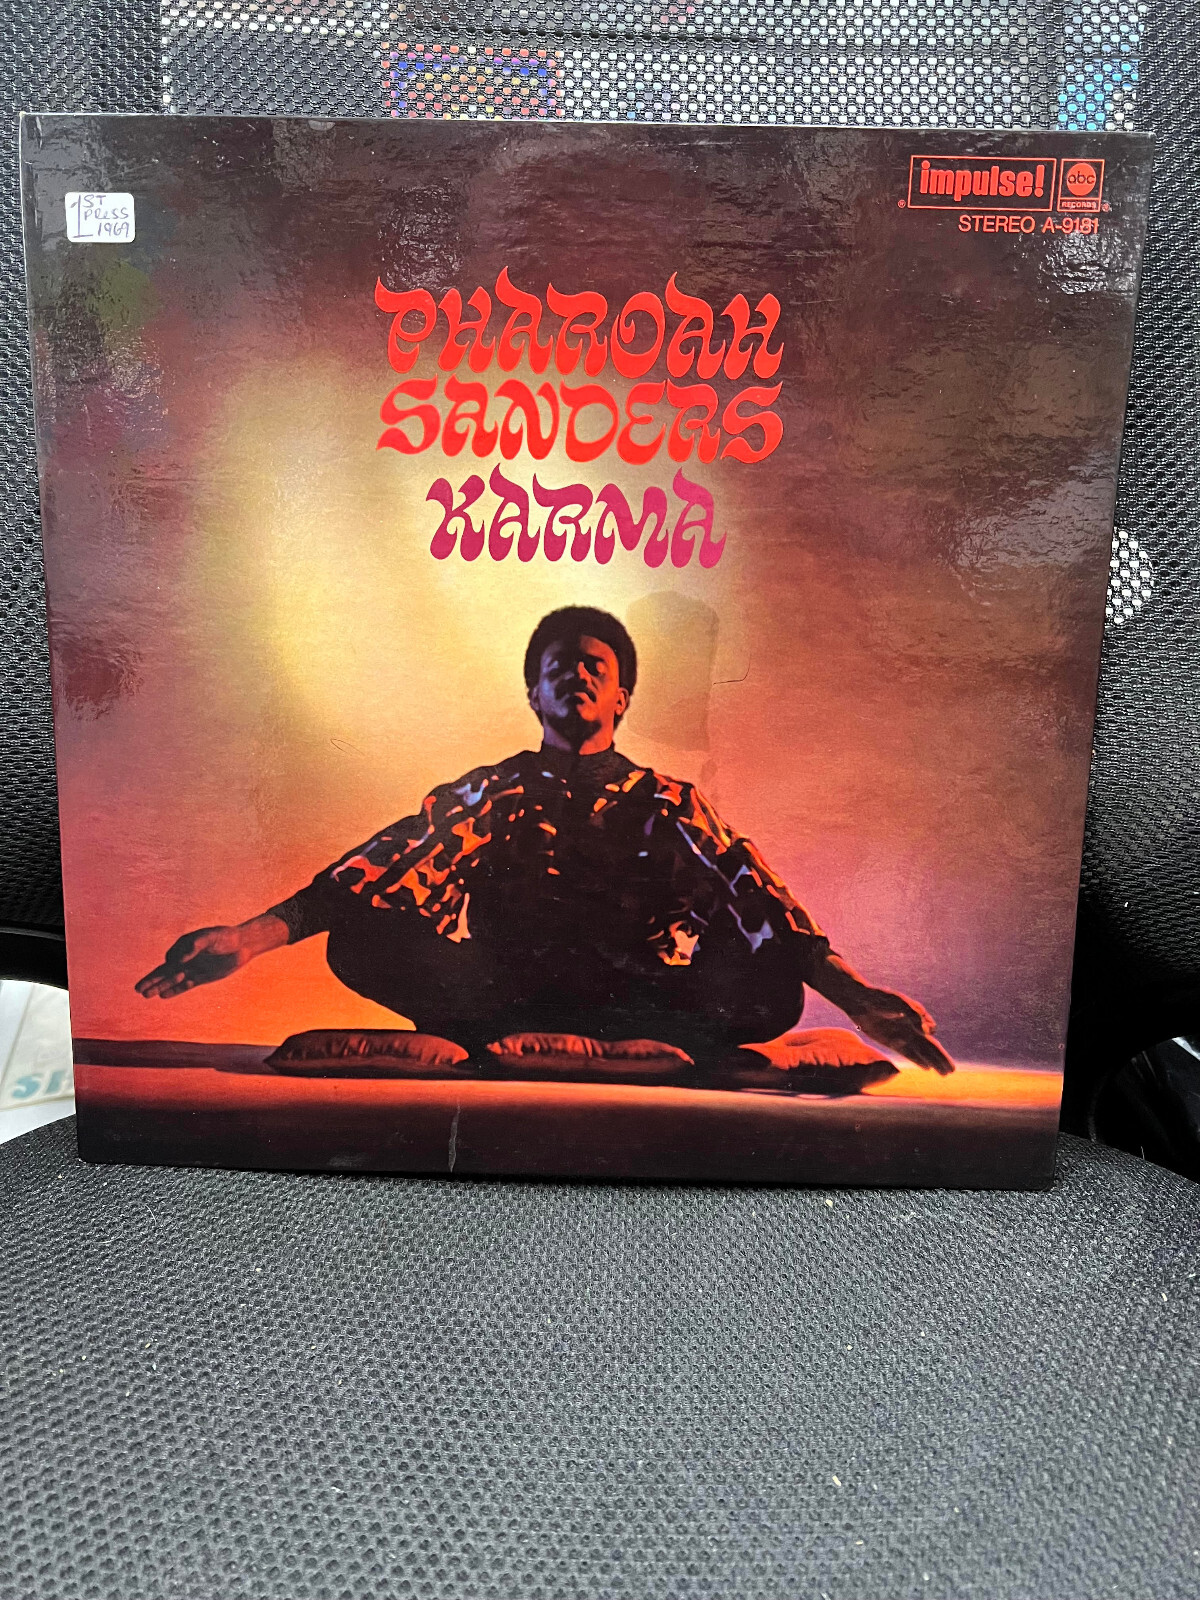 1ST
PRESS
1969
impulse!
abc
RECORDS
STEREO A-9181
PHAROAH
SANDERS
KARMA